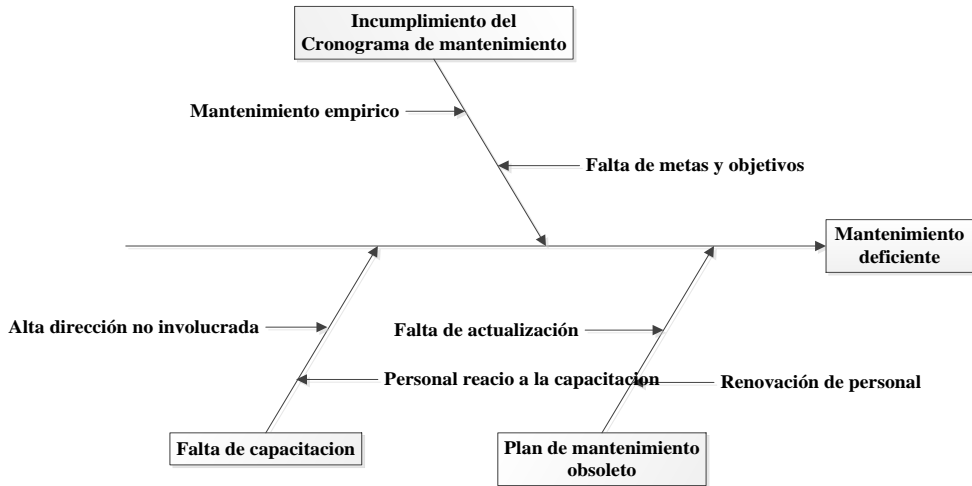 Incumplimiento del
Cronograma de mantenimiento
Mantenimiento empirico
Falta de metas y objetivos
Mantenimiento
deficiente
Alta dirección no involucrada
Falta de actualización
Personal reacio a la capacitacion
Renovación de personal
Falta de capacitacion
Plan de mantenimiento
obsoleto